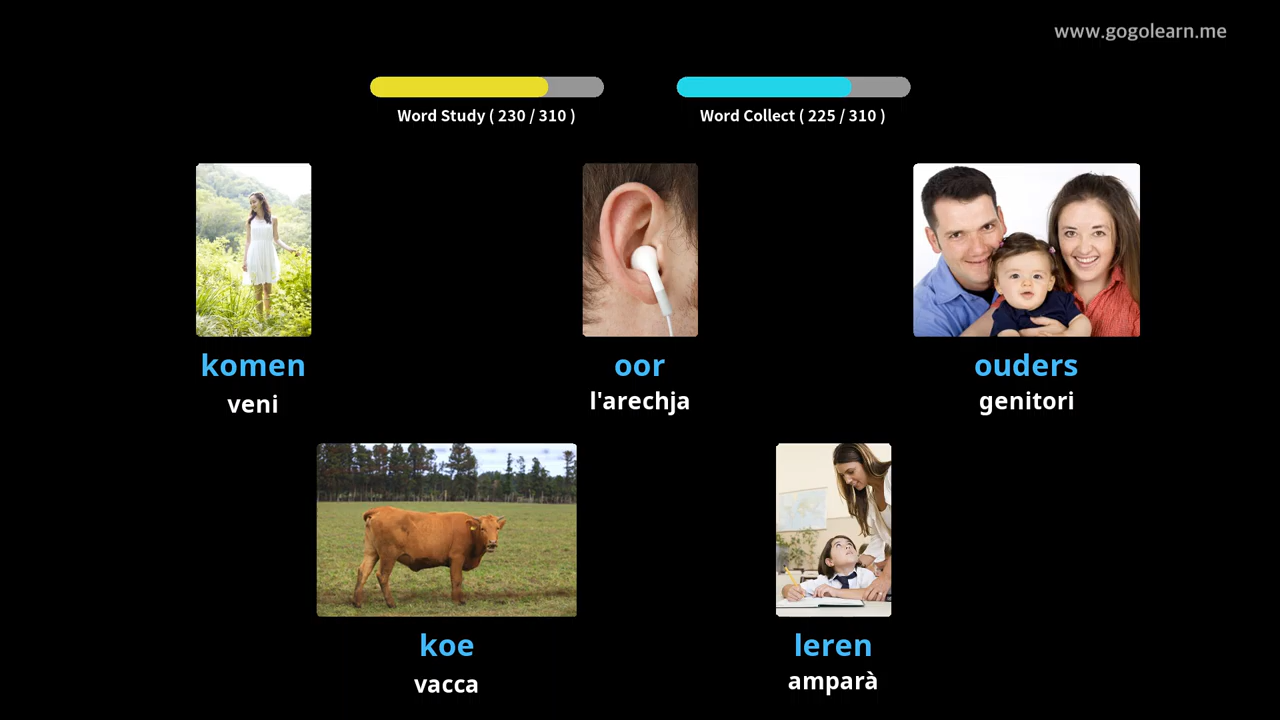 www.gogolearn.me
Word Study ( 230 / 310 )
Word Collect ( 225 / 310 )
komen
veni
oor
l'arechja
ouders
genitori
koe
vacca
leren
amparà